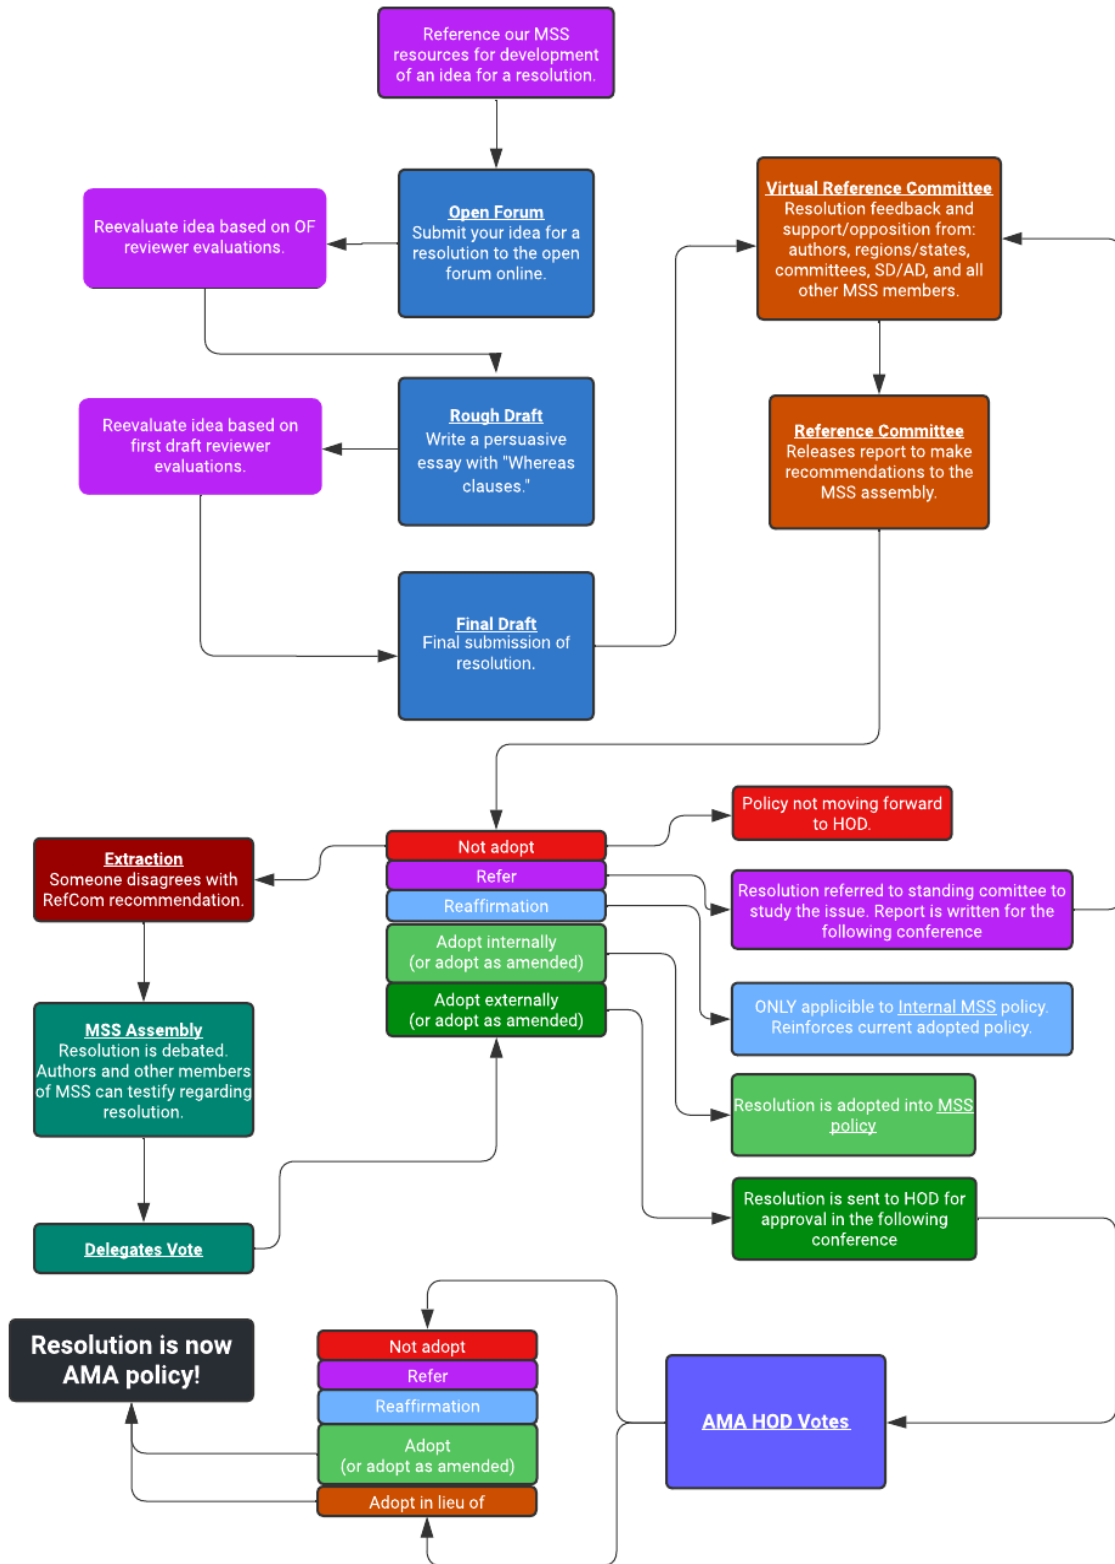 Reference our MSS
resources for development
of an idea for a resolution.
Open Forum
Submit your idea for a
resolution to the open
forum online.
Reevaluate idea based on OF
reviewer evaluations.
Rough Draft
Write a persuasive
essay with "Whereas
clauses."
Reevaluate idea based on
first draft reviewer
evaluations.
Final Draft
Final submission of
resolution.
Virtual Reference Committee
Resolution feedback and
support/opposition from:
authors, regions/states,
committees, SD/AD, and all
other MSS members.
Reference Committee
Releases report to make
recommendations to the
MSS assembly.
Not adopt
Refer
Reaffirmation
Adopt internally
(or adopt as amended)
Adopt externally
(or adopt as amended)
Policy not moving forward
to HOD.
Resolution referred to standing comittee to
study the issue. Report is written for the
following conference
ONLY applicible to Internal MSS policy.
Reinforces current adopted policy.
Resolution is adopted into MSS
policy
Resolution is sent to HOD for
approval in the following
conference
Extraction
Someone disagrees with
RefCom recommendation.
MSS Assembly
Resolution is debated.
Authors and other members
of MSS can testify regarding
resolution.
Delegates Vote
AMA HOD Votes
Not adopt
Refer
Reaffirmation
Adopt
(or adopt as amended)
Adopt in lieu of
Resolution is now
AMA policy!